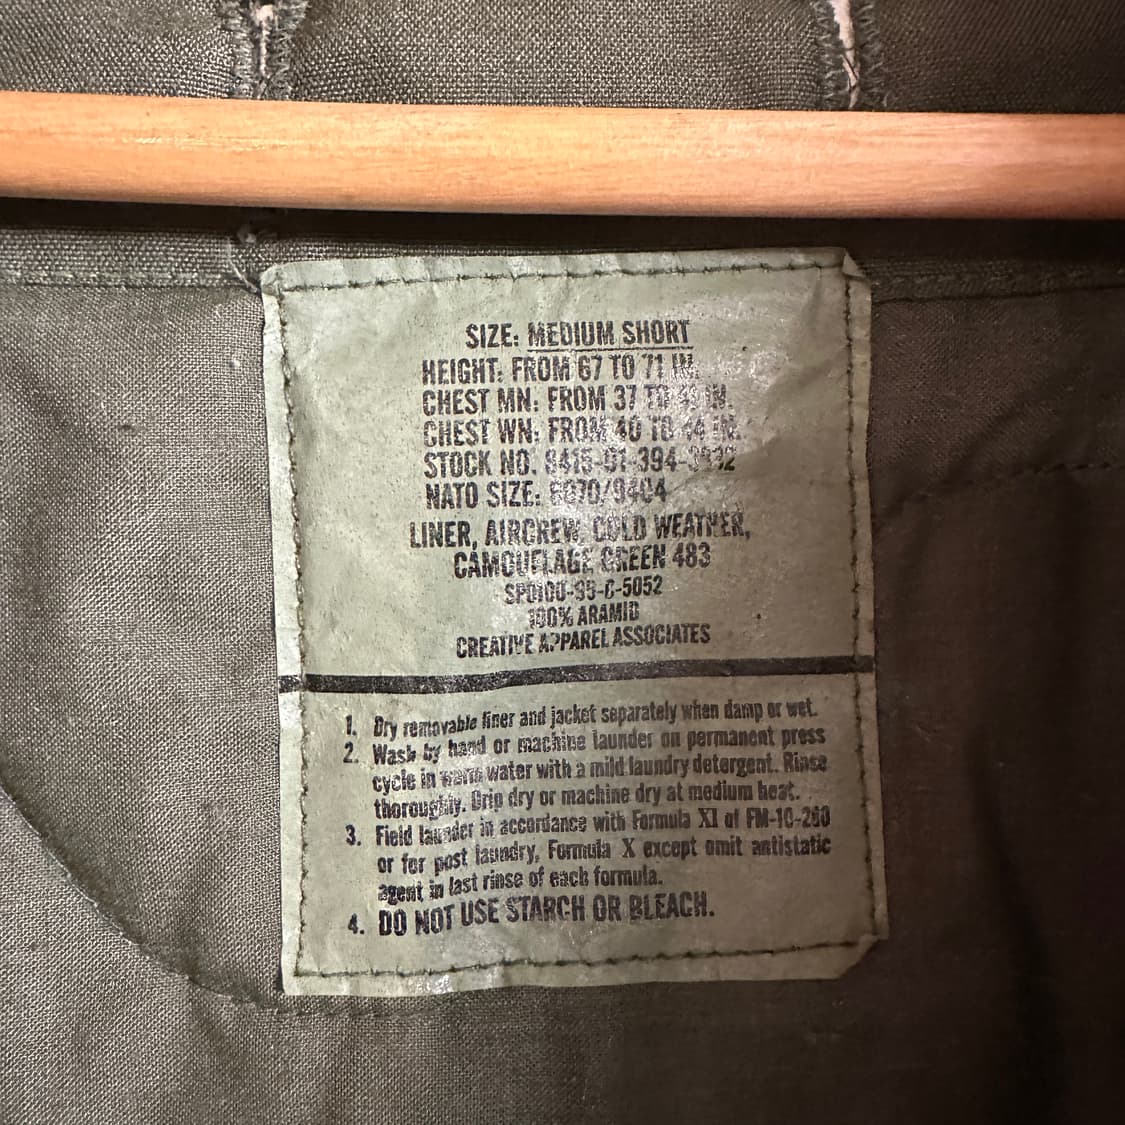 SIZE: MEDIUM SHORT
HEIGHT: FROM 67 TO 71 IN.
CHEST MN: FROM 37 TO IN.
CHEST WN: FROM 40 TO 44 IN.
STOCK NO.
NATO SIZE:
LINER, AIRCREW, COLD WEATHER,
CAMOUFLAGE GREEN 483
100% ARAMID
CREATIVE APPAREL ASSOCIATES
1. Dry removable liner and jacket separately when damp or wet.
2. Wash by hand or machine launder on permanent press
cycle in warm water with a mild laundry detergent. Rinse
thoroughly. Drip dry or machine dry at medium heat.
3. Field launder in accordance with Formula XI of FM-10-280
or for post laundry, Formula X except omit antistatic
agent in last rinse of each formula.
4. DO NOT USE STARCH OR BLEACH.